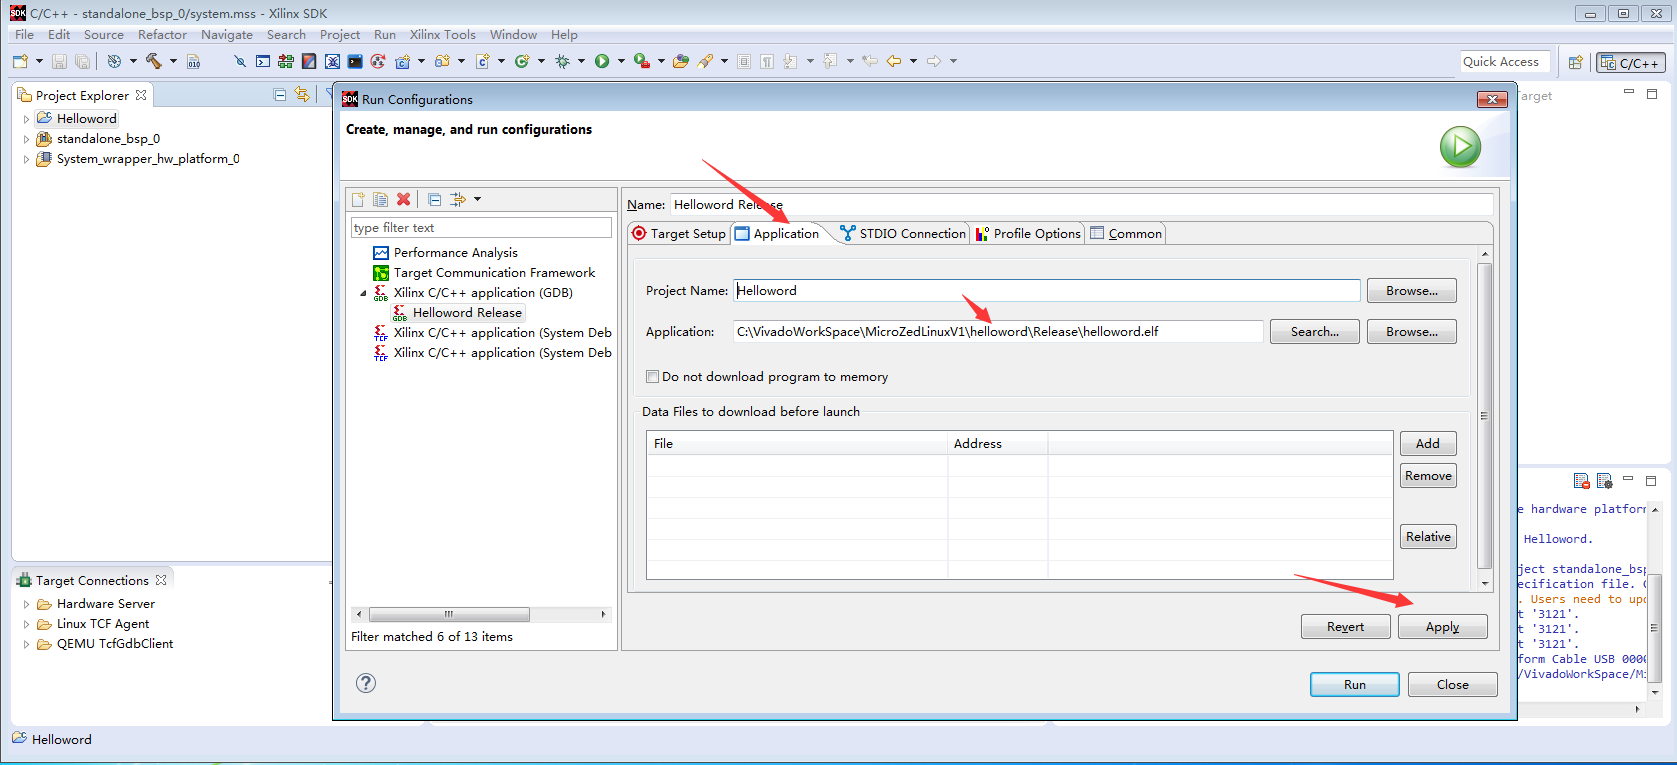 C/C++ - standalone_bsp_0/system.mss - Xilinx SDK
File Edit Source Refactor Navigate Search Project Run Xilinx Tools Window Help
Quick Access
C/C++
Project Explorer
Helloword
standalone_bsp_0
System_wrapper_hw_platform_0
Target
SDK Run Configurations
Create, manage, and run configurations
type filter text
Performance Analysis
Target Communication Framework
Xilinx C/C++ application (GDB)
Helloword Release
Xilinx C/C++ application (System Deb
Xilinx C/C++ application (System Deb
Filter matched 6 of 13 items
Name: Helloword Release
Target Setup Application STDIO Connection Profile Options Common
Project Name: Helloword Browse...
Application: C:\VivadoWorkSpace\MicroZedLinuxV1\helloword\Release\helloword.elf Search... Browse...
Do not download program to memory
Data Files to download before launch
File Address
Add
Remove
Relative
Revert Apply
Run Close
Target Connections
Hardware Server
Linux TCF Agent
QEMU TcfGdbClient
e hardware platfor
Helloword.
ject standalone_bsp
ecification file.
. Users need to upd
t '3121'.
t '3121'.
t '3121'.
form Cable USB 000
/VivadoWorkSpace/Mi
Helloword